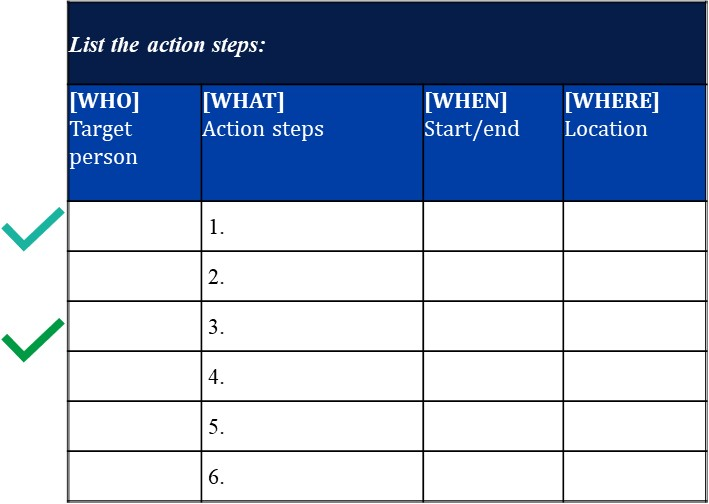 List the action steps:
[WHO] [WHAT] [WHEN] [WHERE]
Target Action steps Start/end Location
person
1.
2.
3.
4.
5.
6.